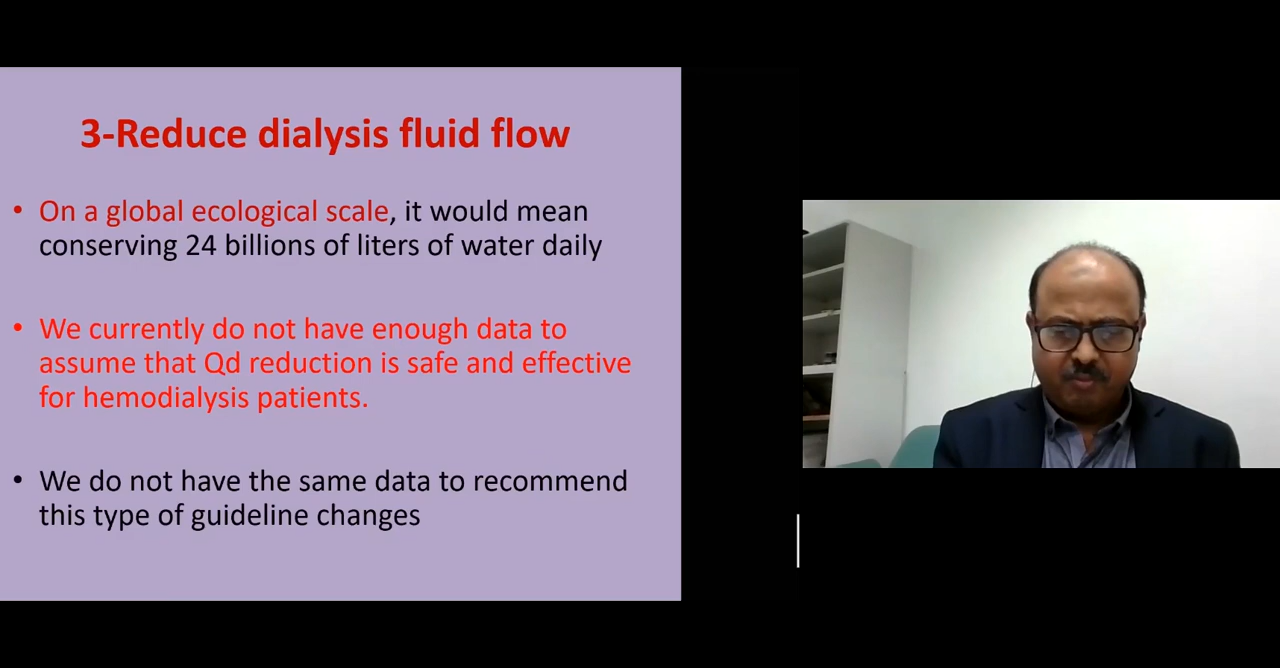 3-Reduce dialysis fluid flow
• On a global ecological scale, it would mean
conserving 24 billions of liters of water daily
• We currently do not have enough data to
assume that Qd reduction is safe and effective
for hemodialysis patients.
• We do not have the same data to recommend
this type of guideline changes